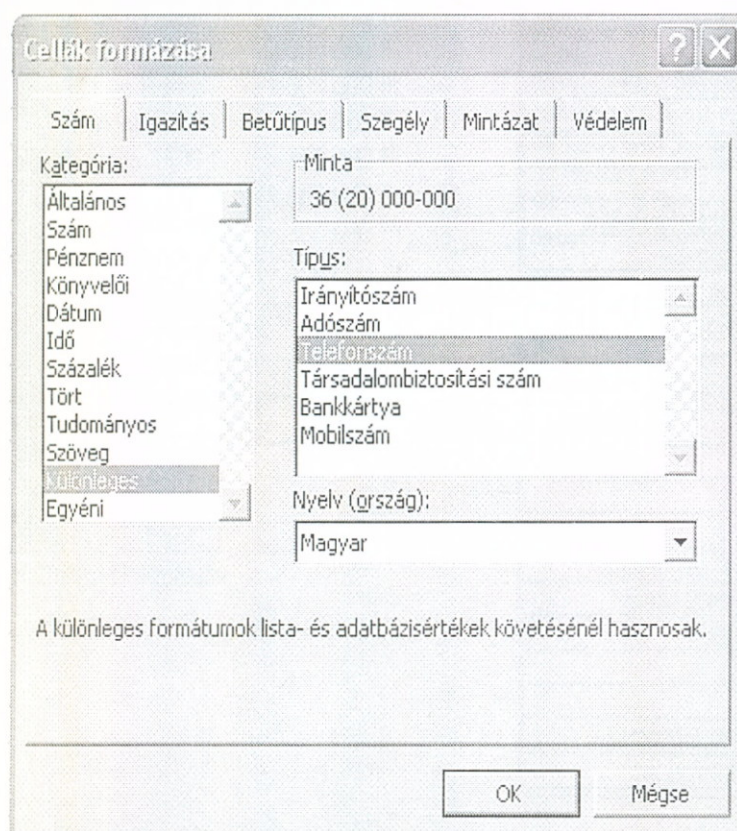 Cellák formázása
Szám Igazítás Betűtípus Szegély Mintázat Védelem
Kategória:
Általános
Szám
Pénznem
Könyvelői
Dátum
Idő
Százalék
Tört
Tudományos
Szöveg
Különleges
Egyéni
Minta
36 (20) 000-000
Típus:
Irányítószám
Adószám
Telefonszám
Társadalombiztosítási szám
Bankkártya
Mobilszám
Nyelv (ország):
Magyar
A különleges formátumok lista- és adatbázisértékek követésénél hasznosak.
OK Mégse